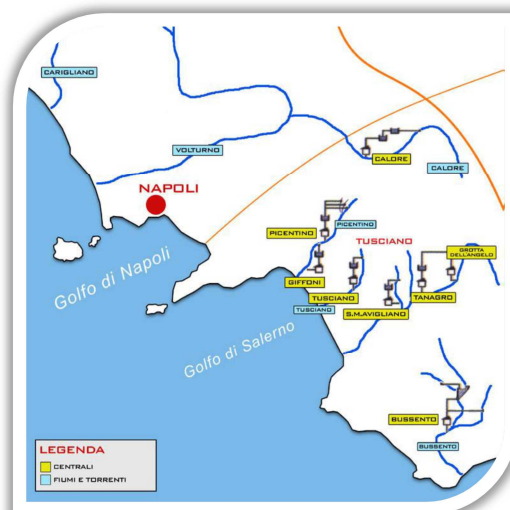 CARIGLIANO
VOLTURNO
CALORE
CALORE
NAPOLI
PICENTINO
PICENTINO
TUSCIANO
GROTTA
DELL'ANGELO
Golfo di Napoli
GIFFONI
TUSCIANO
TANAGRO
TUSCIANO
S.M.AVIGLIANO
Golfo di Salerno
BUSSENTO
BUSSENTO
LEGENDA
CENTRALI
FIUMI E TORRENTI